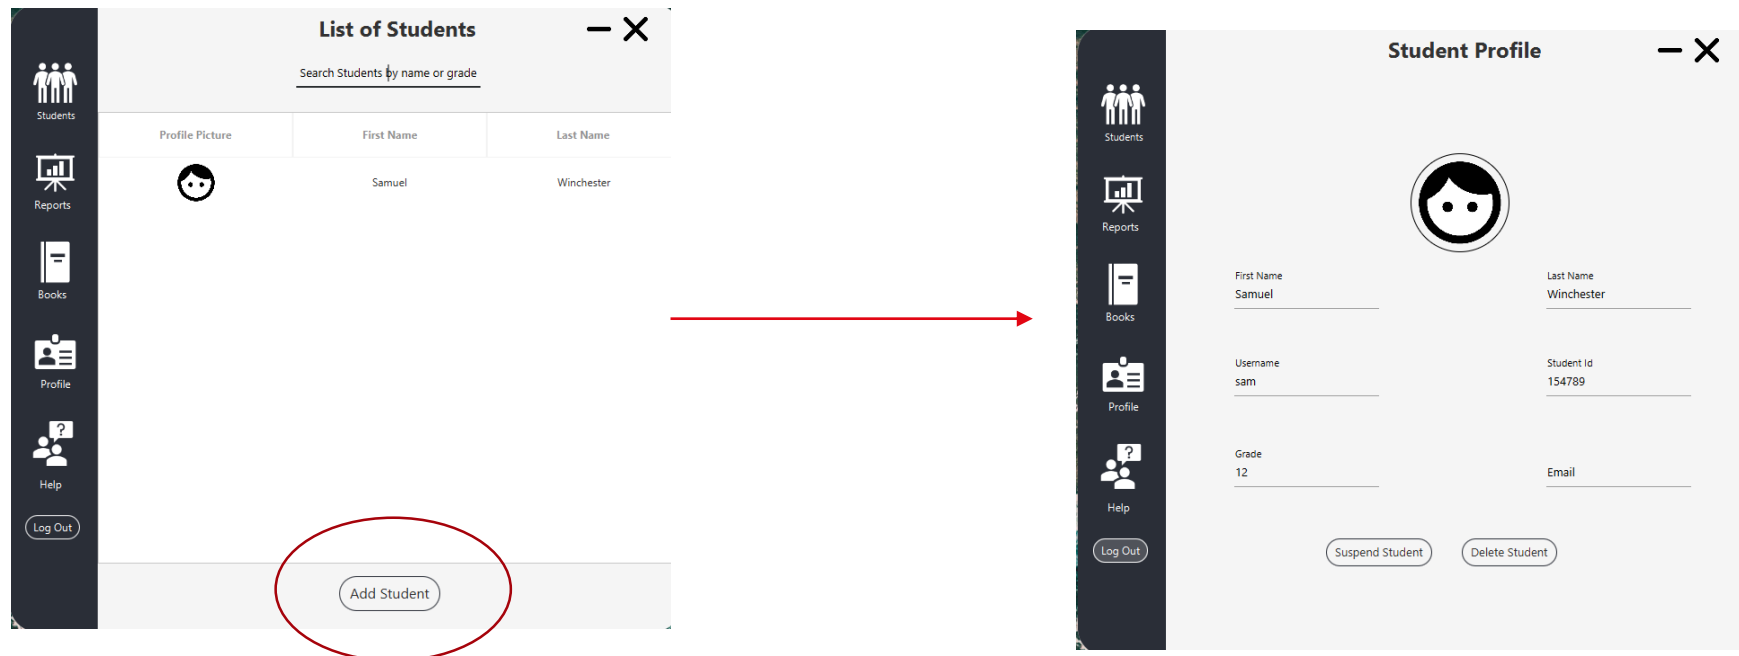 List of Students
Search Students by name or grade
Students
Reports
Books
Profile
Help
Log Out
Profile Picture First Name Last Name
Samuel Winchester
Add Student
Student Profile
Students
Reports
Books
Profile
Help
Log Out
First Name Last Name
Samuel Winchester
Username Student Id
sam 154789
Grade
12 Email
Suspend Student Delete Student